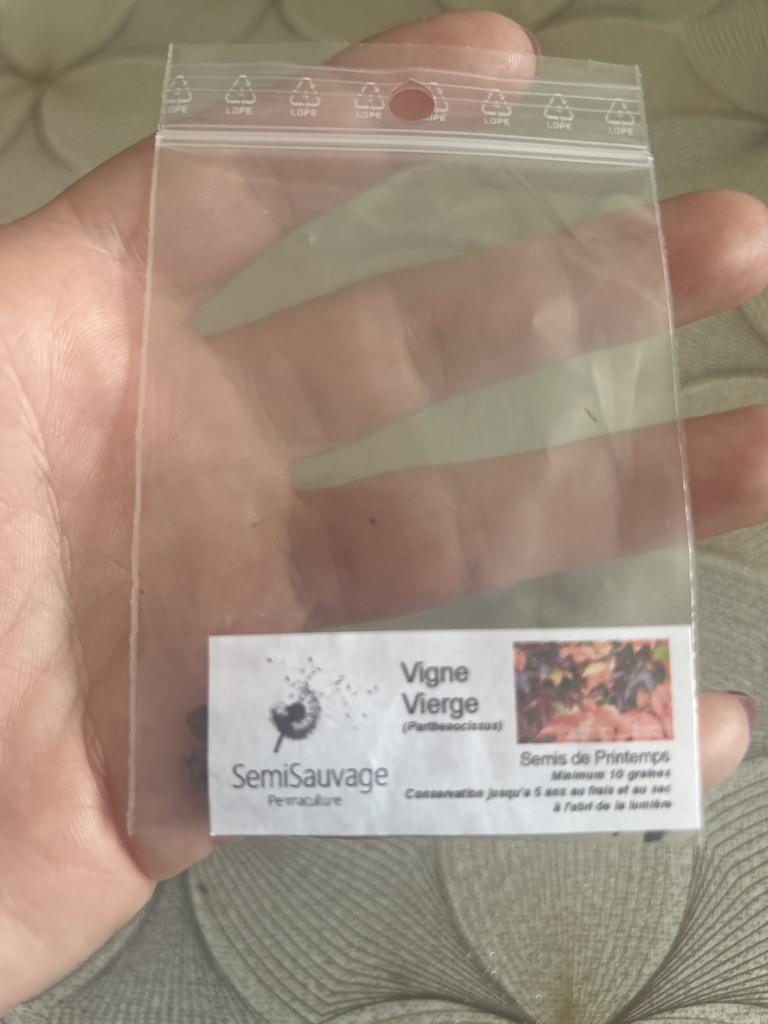 LDPE LDPE LDPE LDPE LDPE LDPE LDPE LDPE
Vigne
Vierge
(Parthenocissus)
SemiSauvage
Permaculture
Semis de Printemps
Minimum 10 graines
Conservation jusqu'a 5 ans au frais et au sec
à l'abri de la lumière